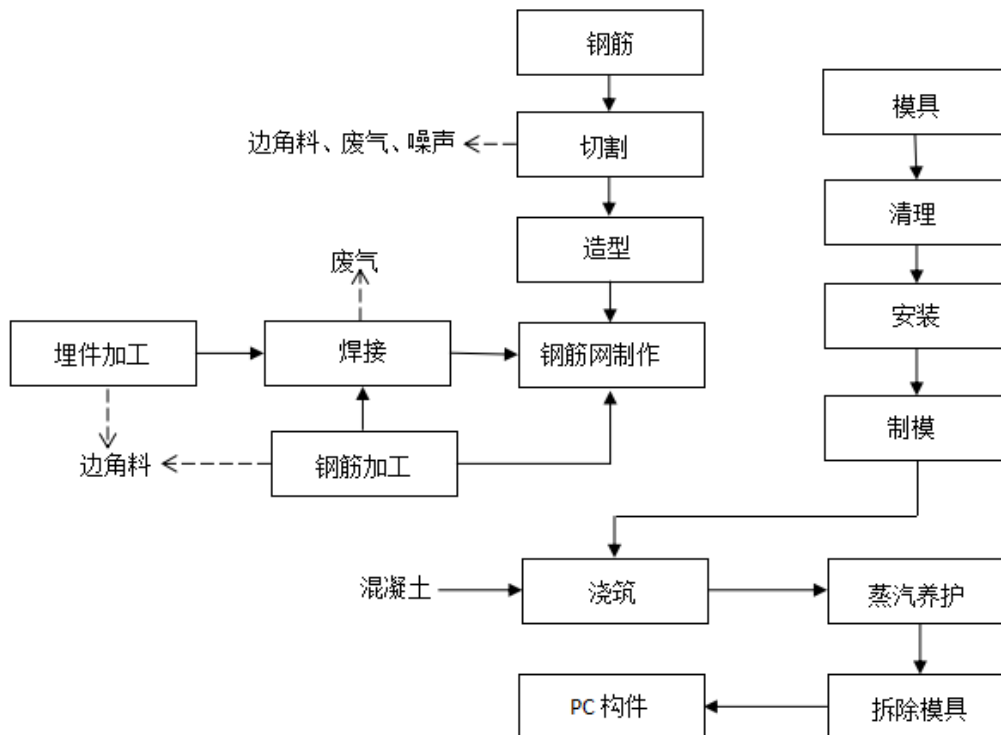 钢筋
模具
边角料、废气、噪声
切割
清理
造型
废气
安装
埋件加工
焊接
钢筋网制作
制模
边角料
钢筋加工
混凝土
浇筑
蒸汽养护
PC 构件
拆除模具